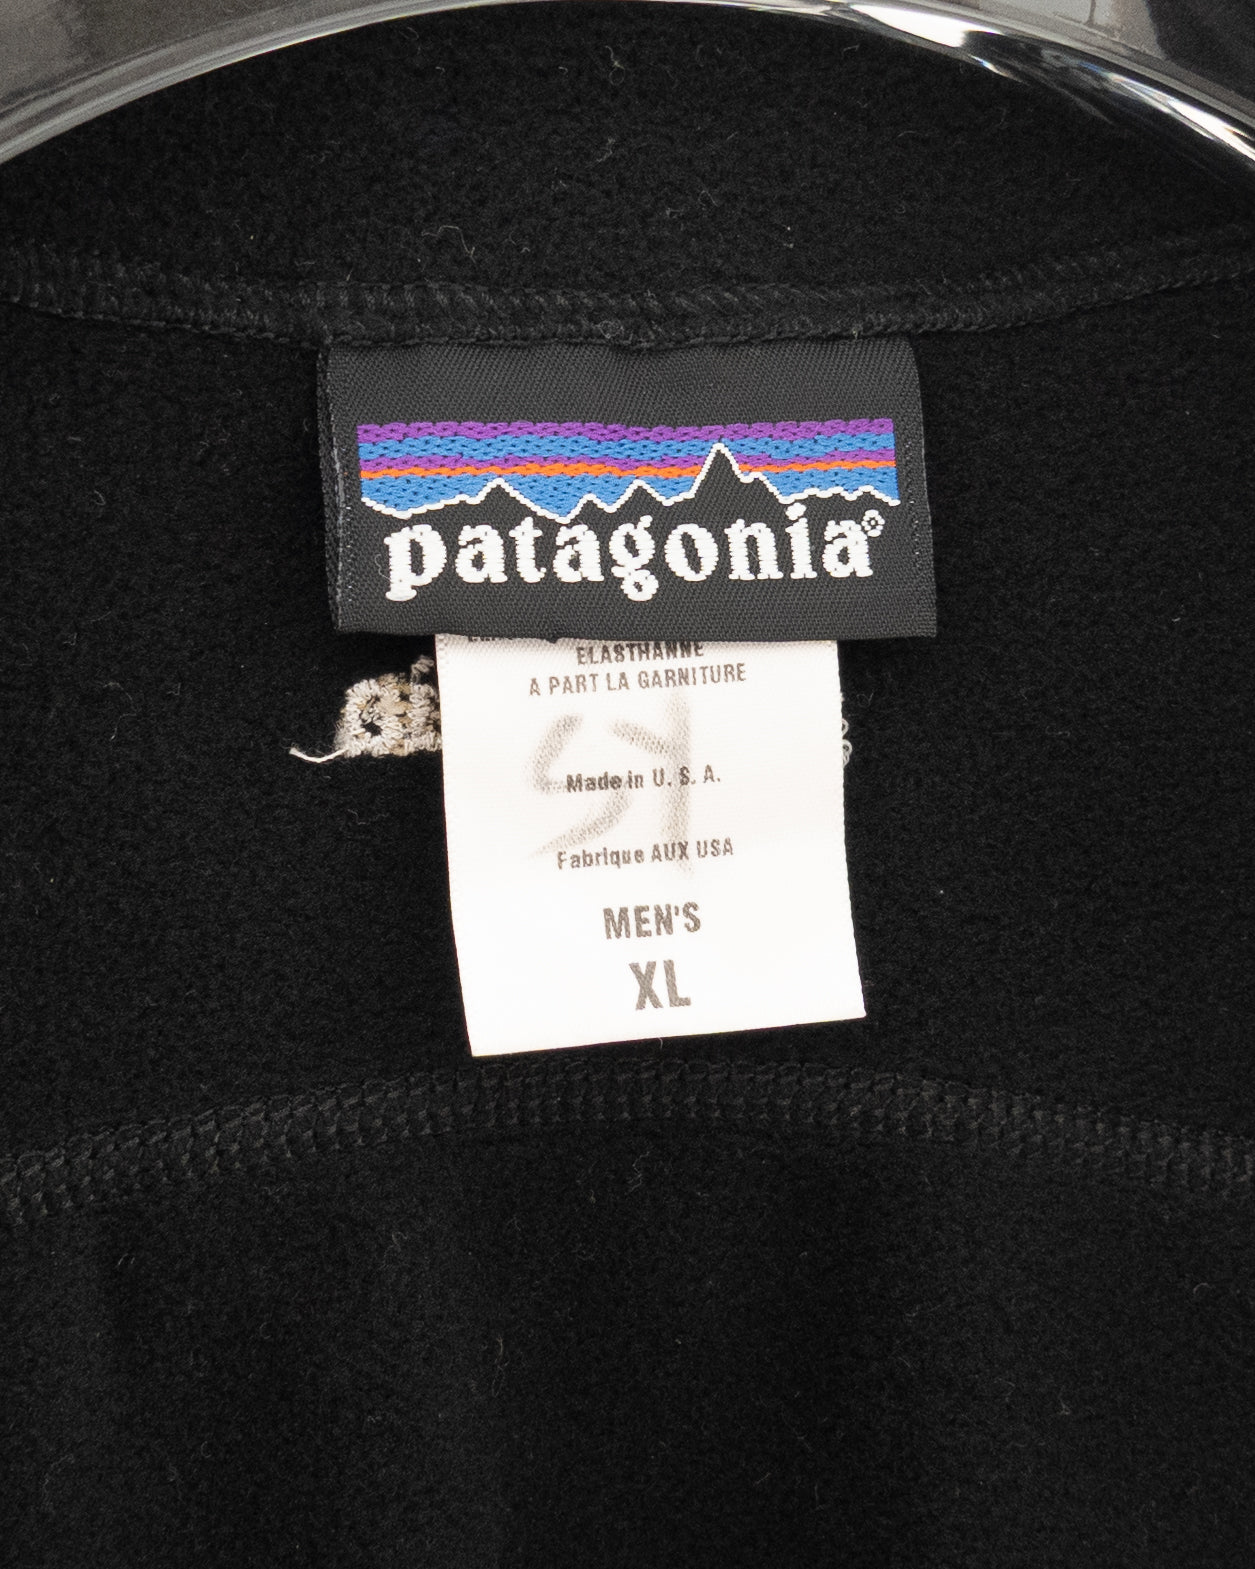 patagonia®
ELASTHANNE
A PART LA GARNITURE
Made in U. S. A.
Fabrique AUX USA
MEN'S
XL